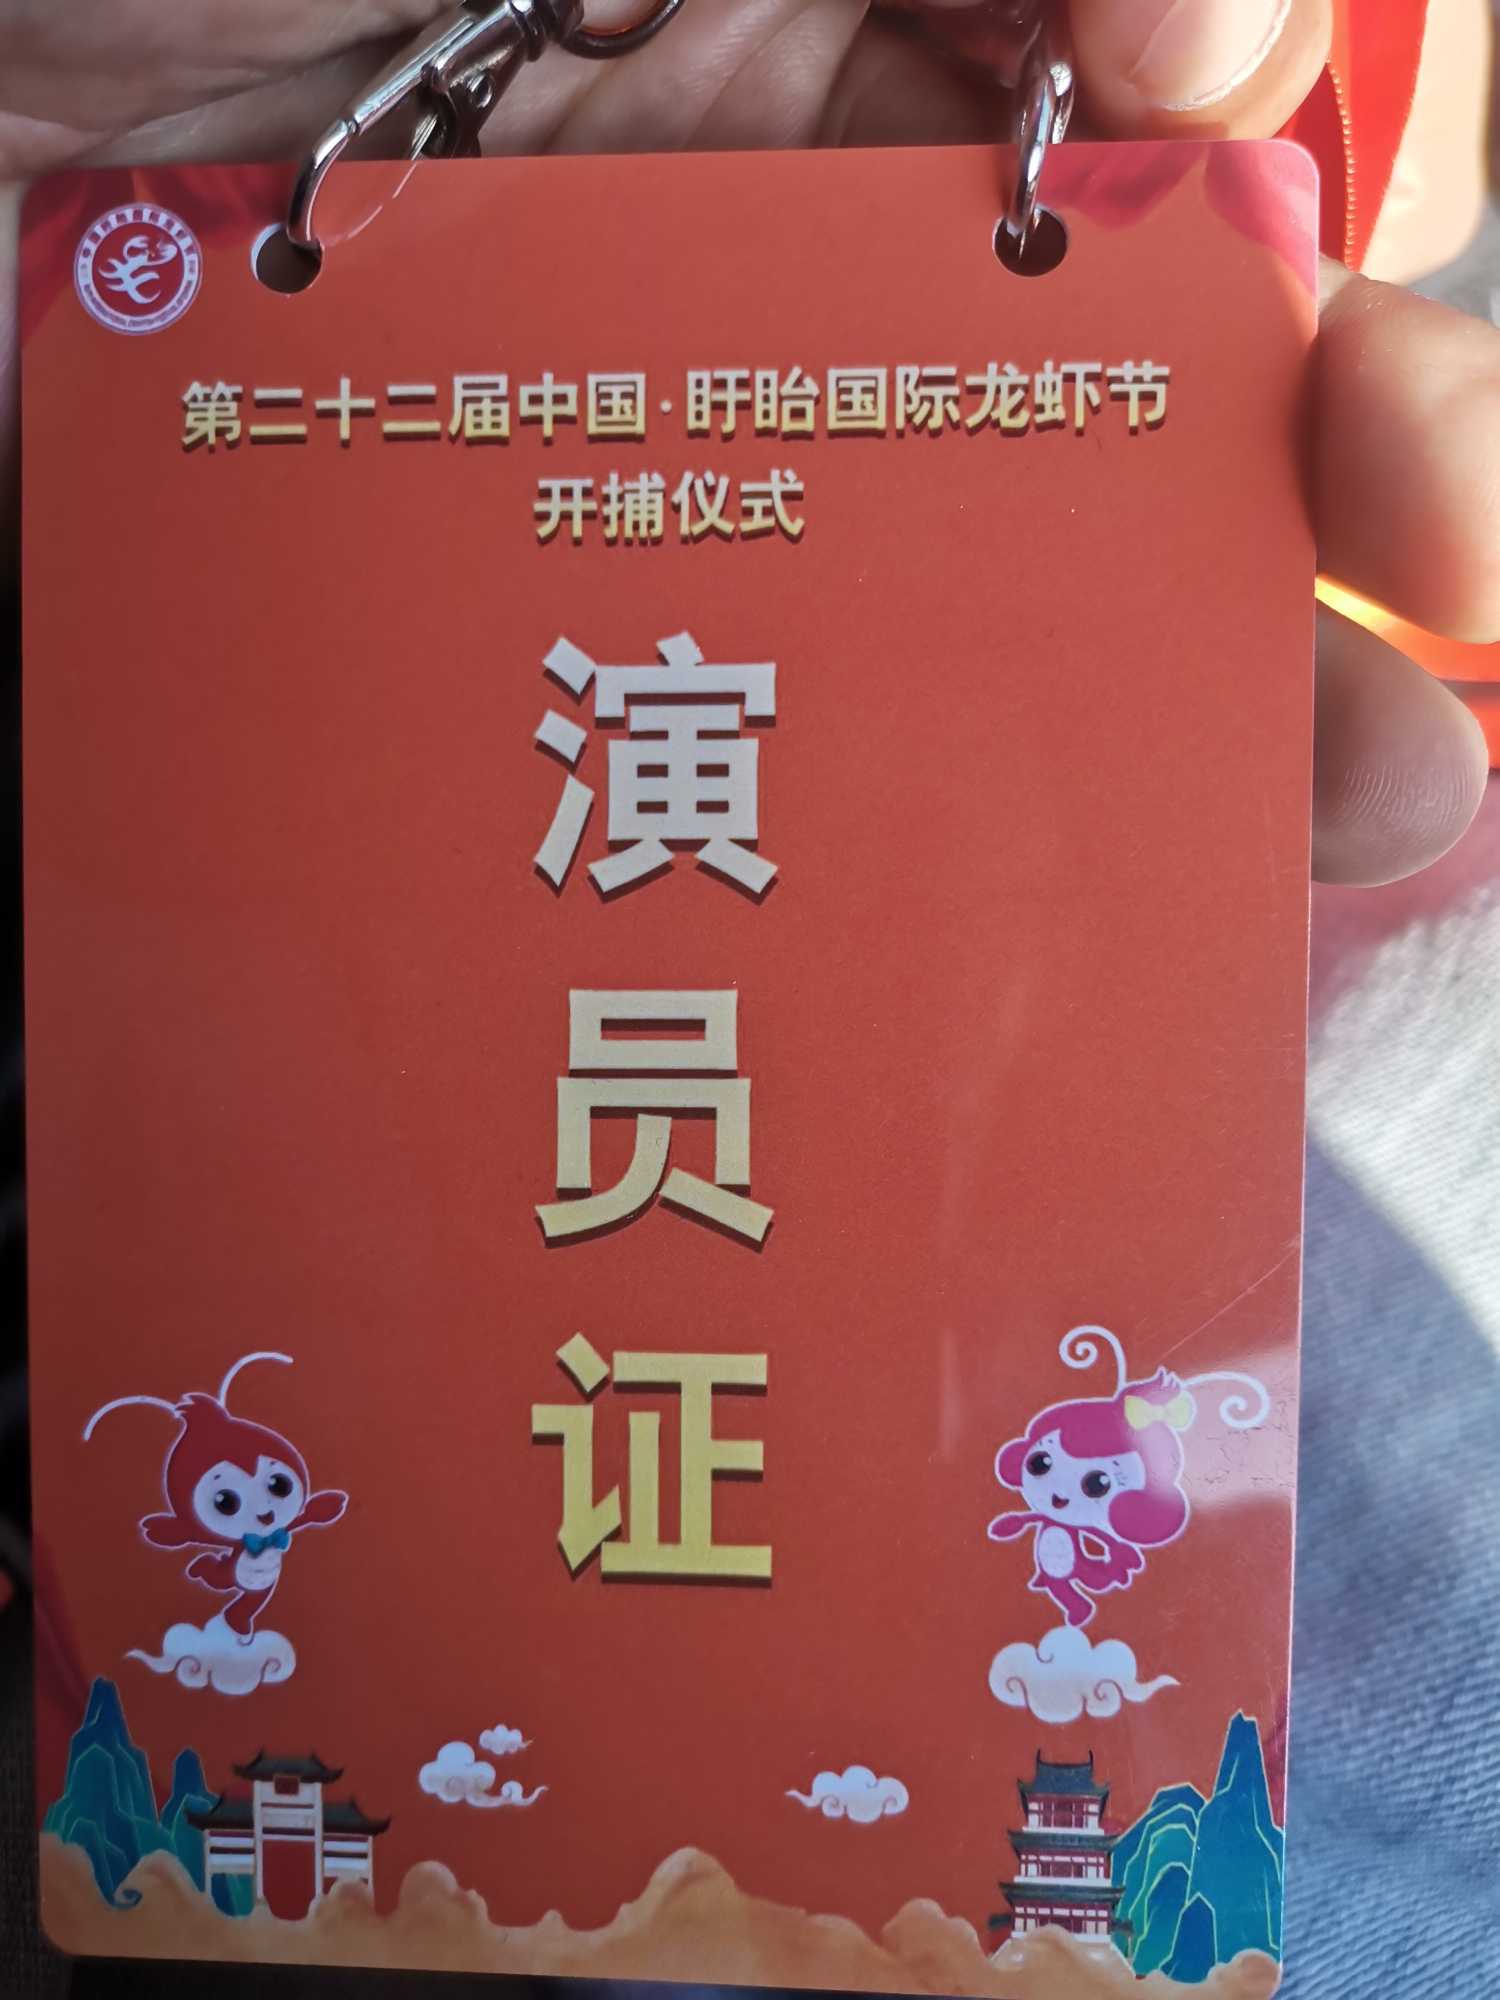 第二十二届中国·盱眙国际龙虾节
开捕仪式
演
员
证